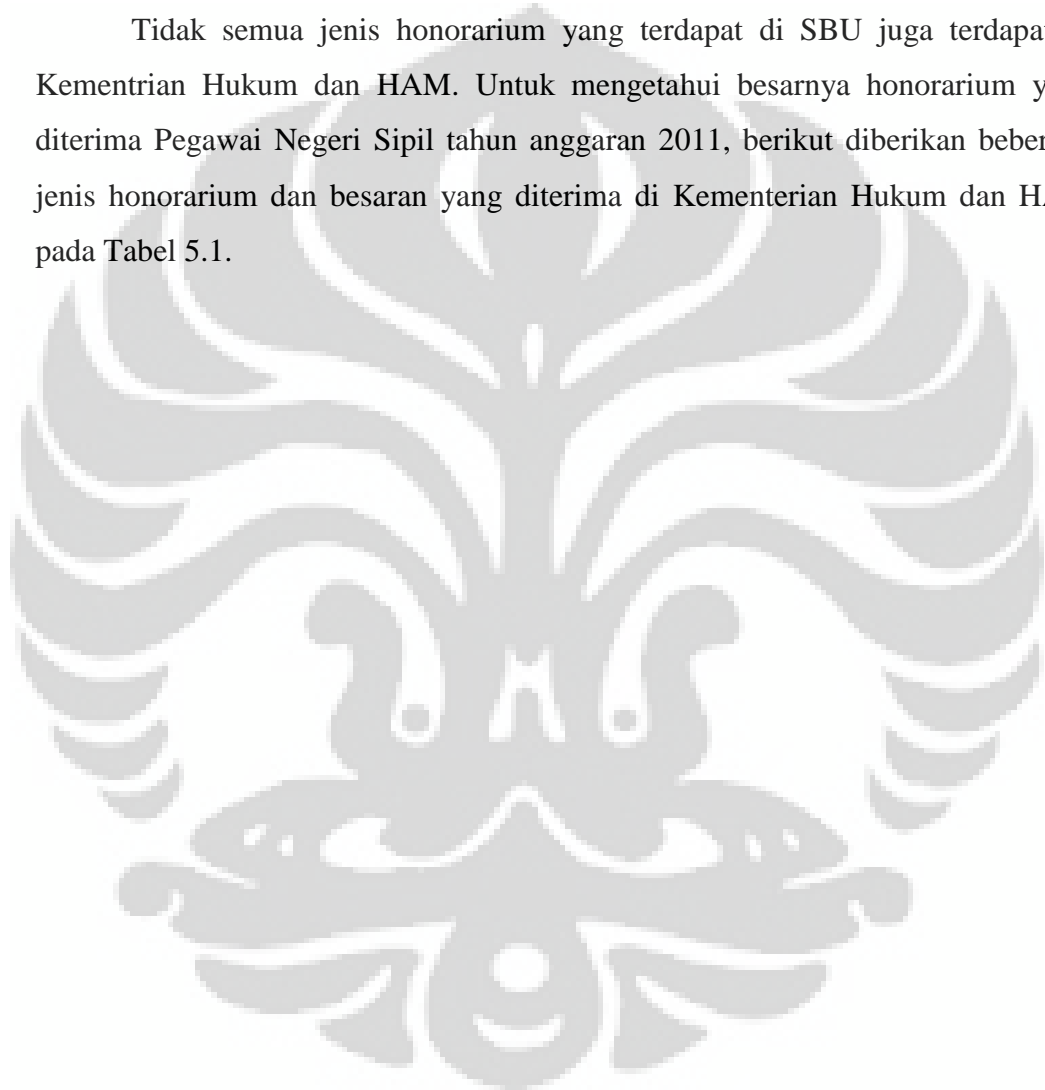 Tidak semua jenis honorarium yang terdapat di SBU juga terdapa
Kementrian Hukum dan HAM. Untuk mengetahui besarnya honorarium y
diterima Pegawai Negeri Sipil tahun anggaran 2011, berikut diberikan beber
jenis honorarium dan besaran yang diterima di Kementerian Hukum dan HA
pada Tabel 5.1.